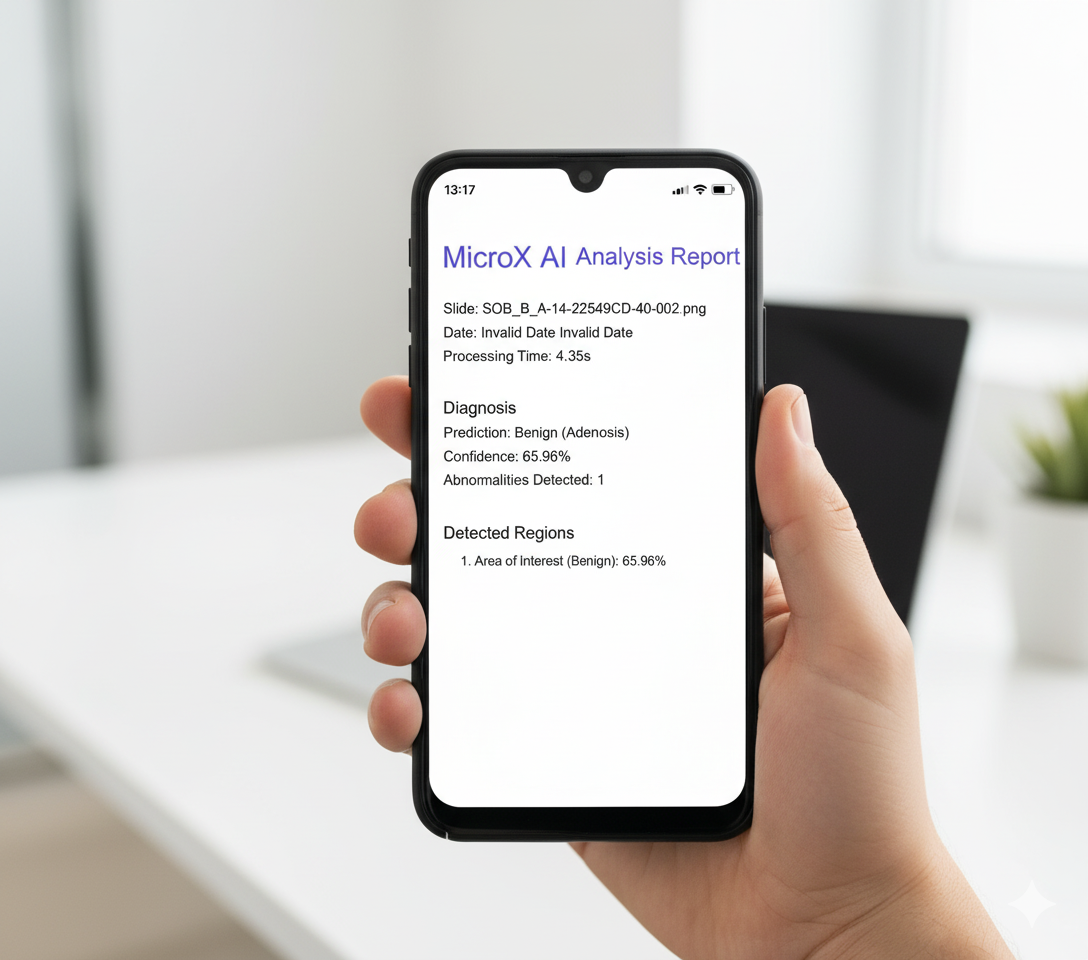 13:17
MicroX AI Analysis Report
Slide: SOB_B_A-14-22549CD-40-002.png
Date: Invalid Date Invalid Date
Processing Time: 4.35s
Diagnosis
Prediction: Benign (Adenosis)
Confidence: 65.96%
Abnormalities Detected: 1
Detected Regions
1. Area of Interest (Benign): 65.96%